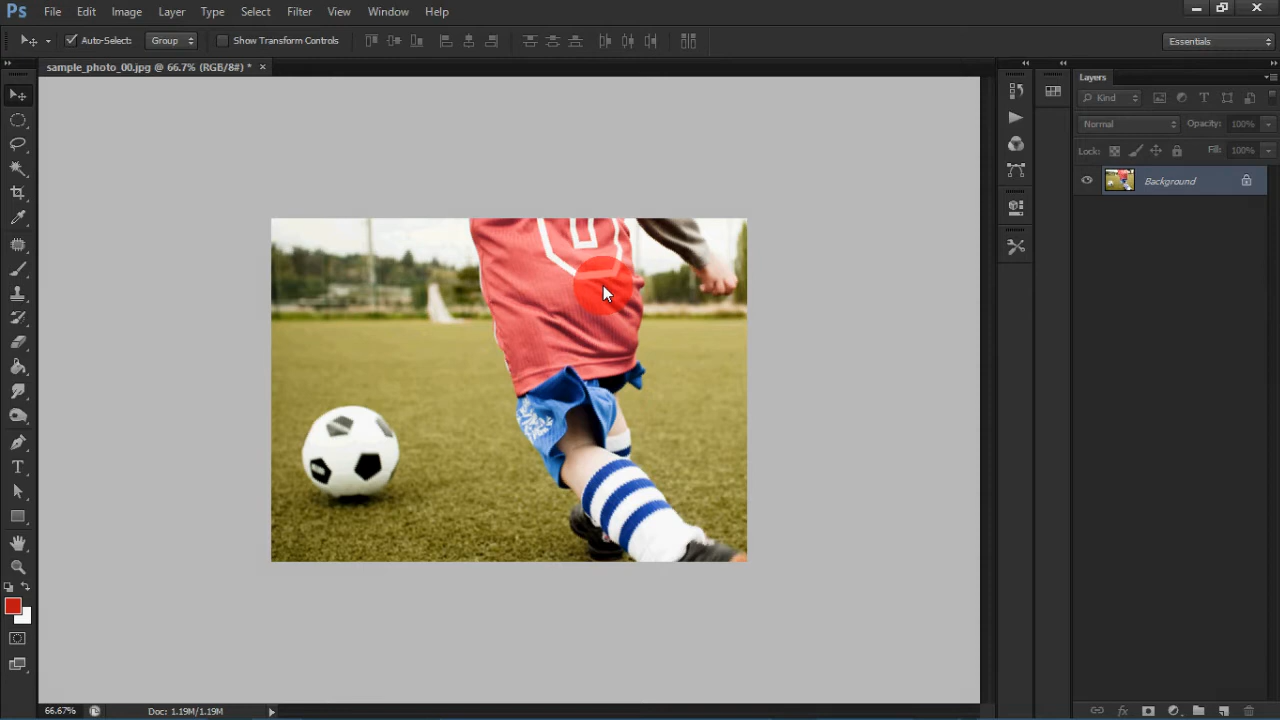 Ps File Edit Image Layer Type Select Filter View Window Help
Auto-Select: Group Show Transform Controls Essentials
sample_photo_00.jpg @ 66.7% (RGB/8#) * ×
Layers
Kind
Normal Opacity: 100%
Lock: Fill: 100%
Background
66.67% Doc: 1.19M/1.19M